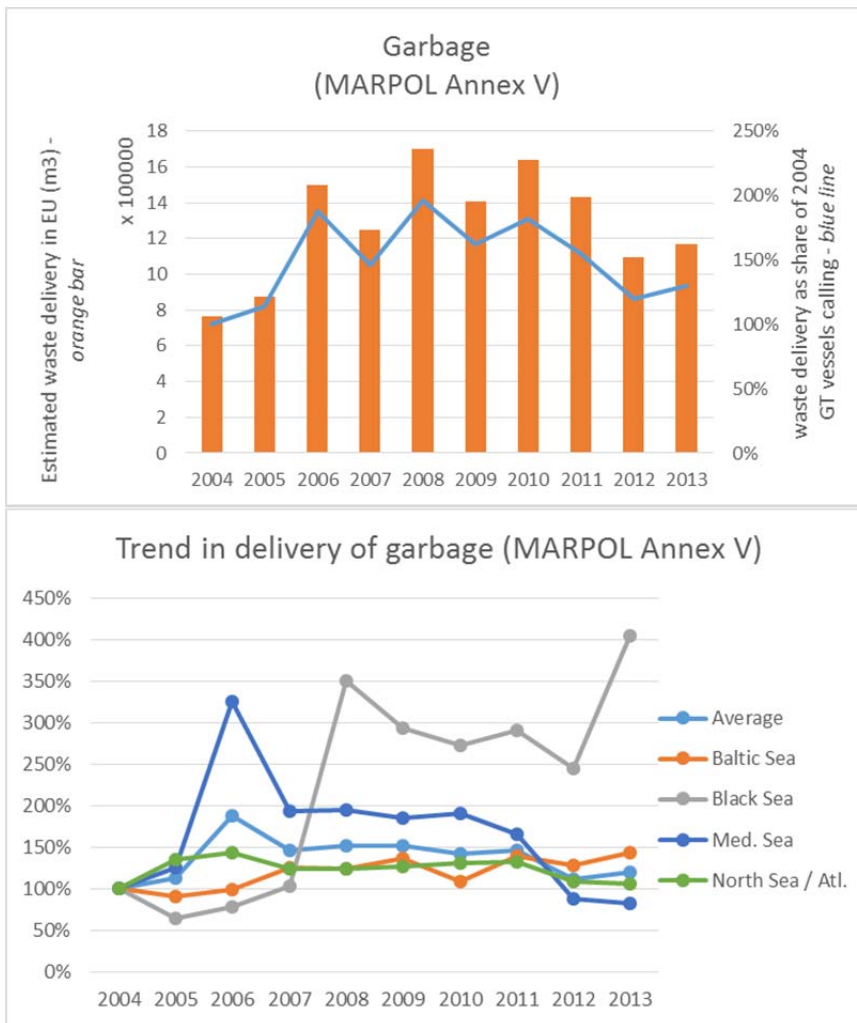 Garbage
(MARPOL Annex V)
Estimated waste delivery in EU (m3) -
orange bar
x 100000
18
16
14
12
10
8
6
4
2
0
250%
200%
150%
100%
50%
0%
waste delivery as share of 2004
GT vessels calling - blue line
2004 2005 2006 2007 2008 2009 2010 2011 2012 2013
Trend in delivery of garbage (MARPOL Annex V)
450%
400%
350%
300%
250%
200%
150%
100%
50%
0%
Average
Baltic Sea
Black Sea
Med. Sea
North Sea / Atl.
2004 2005 2006 2007 2008 2009 2010 2011 2012 2013